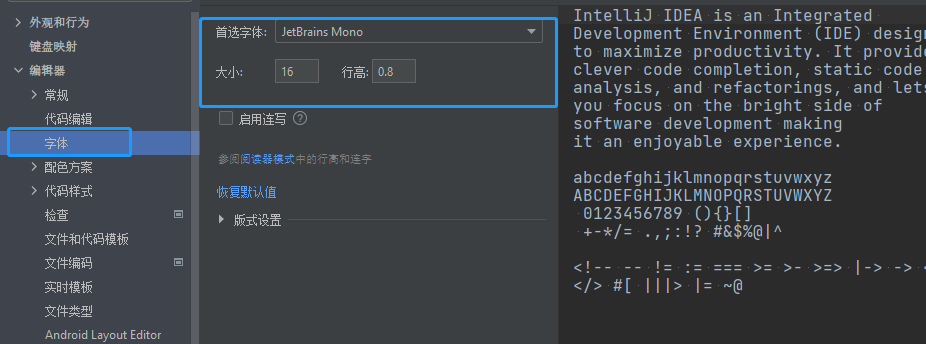 外观和行为
键盘映射
编辑器
常规
代码编辑
字体
配色方案
代码样式
检查
文件和代码模板
文件编码
实时模板
文件类型
Android Layout Editor
首选字体: JetBrains Mono
大小: 16 行高: 0.8
启用连写 ?
参阅阅读器模式中的行高和连字
恢复默认值
版式设置
IntelliJ IDEA is an Integrated
Development Environment (IDE) desig
to maximize productivity. It provid
clever code completion, static code
analysis, and refactorings, and lets
you focus on the bright side of
software development making
it an enjoyable experience.
abcdefghijklmnopqrstuvwxyz
ABCDEFGHIJKLMNOPQRSTUVWXYZ
0123456789 (){}[]
+-*/= .,;:!? #&$%@|^
<!-- -- != := === >= >- >=> |-> -> <
</> #[ |||> |= ~@